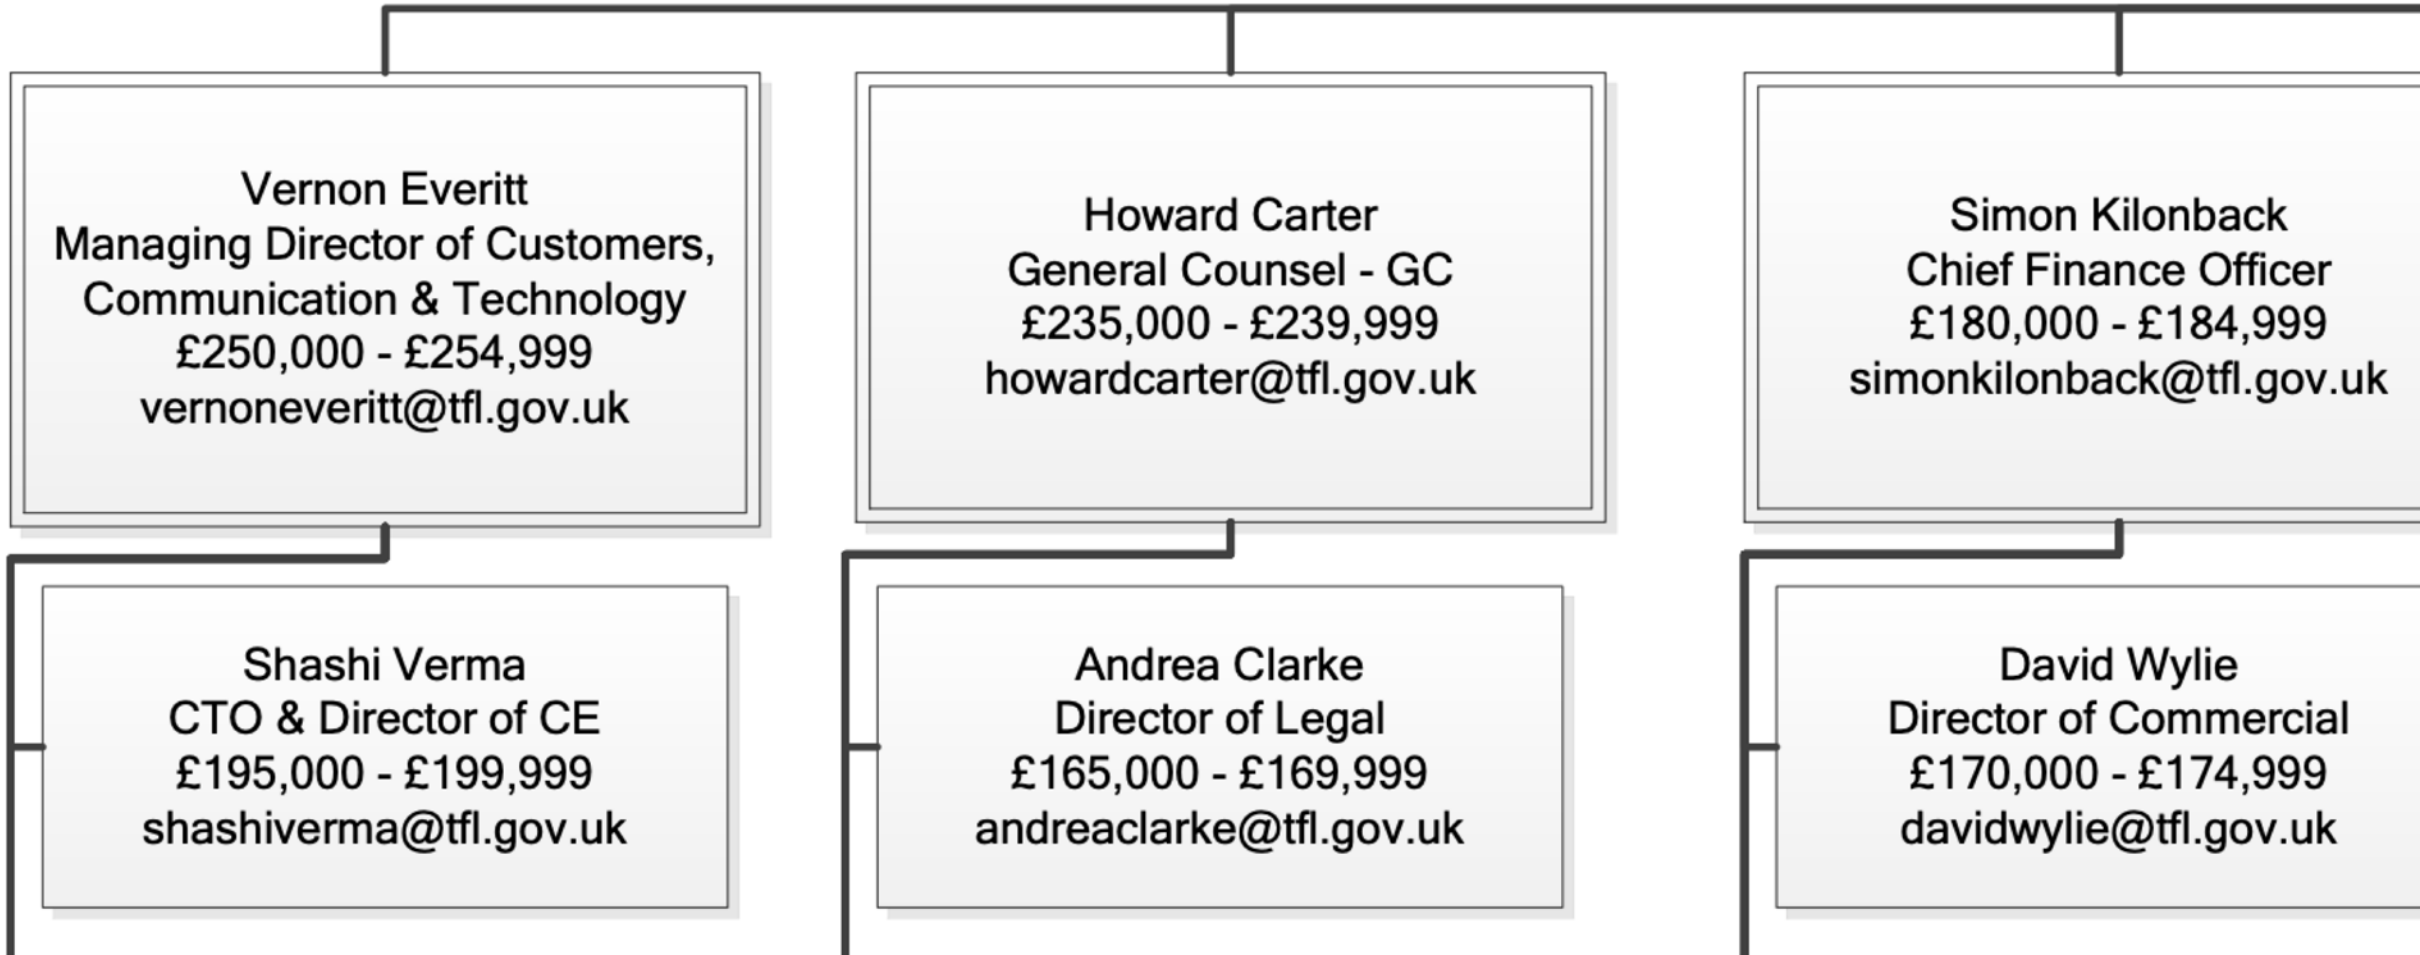 Vernon Everitt
Managing Director of Customers,
Communication & Technology
£250,000 - £254,999
vernoneveritt@tfl.gov.uk
Howard Carter
General Counsel - GC
£235,000 - £239,999
howardcarter@tfl.gov.uk
Simon Kilonback
Chief Finance Officer
£180,000 - £184,999
simonkilonback@tfl.gov.uk
Shashi Verma
CTO & Director of CE
£195,000 - £199,999
shashiverma@tfl.gov.uk
Andrea Clarke
Director of Legal
£165,000 - £169,999
andreaclarke@tfl.gov.uk
David Wylie
Director of Commercial
£170,000 - £174,999
davidwylie@tfl.gov.uk